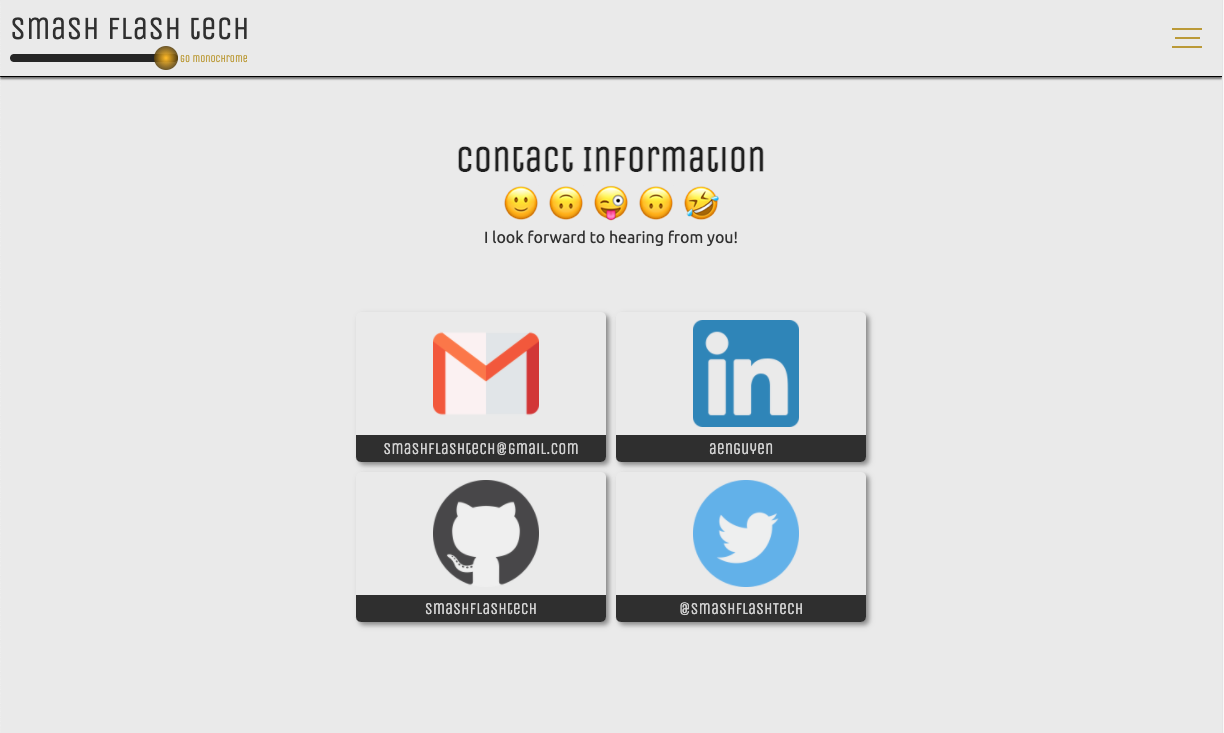 smash flash tech
Go monochrome
Contact Information
I look forward to hearing from you!
smashflashtech@gmail.com
in
aenguyen
smashflashtech
@smashflashtech